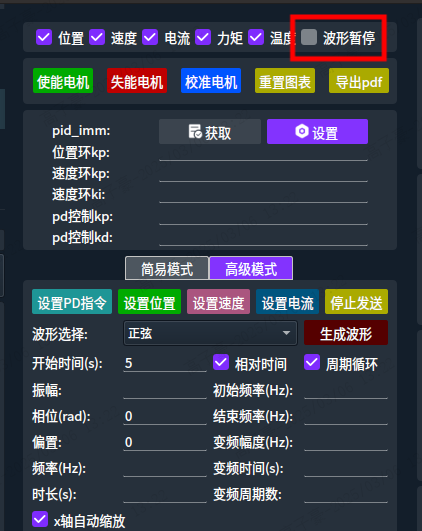 位置 速度 电流 力矩 温度 波形暂停
使能电机 失能电机 校准电机 重置图表 导出pdf
pid_imm: 获取 设置
位置环kp:
速度环kp:
速度环ki:
pd控制kp:
pd控制kd:
简易模式 高级模式
设置PD指令 设置位置 设置速度 设置电流 停止发送
波形选择: 正弦 生成波形
开始时间(s): 5 相对时间 周期循环
振幅: 初始频率(Hz):
相位(rad): 0 结束频率(Hz):
偏置: 0 变频幅度(Hz):
频率(Hz): 变频时间(s):
时长(s): 变频周期数:
x轴自动缩放